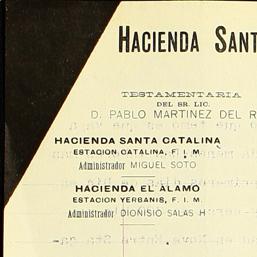 HACIENDA SANT
TESTAMENTARIA
DEL SR. LIC.
D. PABLO MARTINEZ DEL R
HACIENDA SANTA CATALINA
ESTACION CATALINA, F. I. M.
Administrador MIGUEL SOTO
HACIENDA EL ALAMO
ESTACION YERBANIS, F. I. M.
Administrador DIONISIO SALAS H